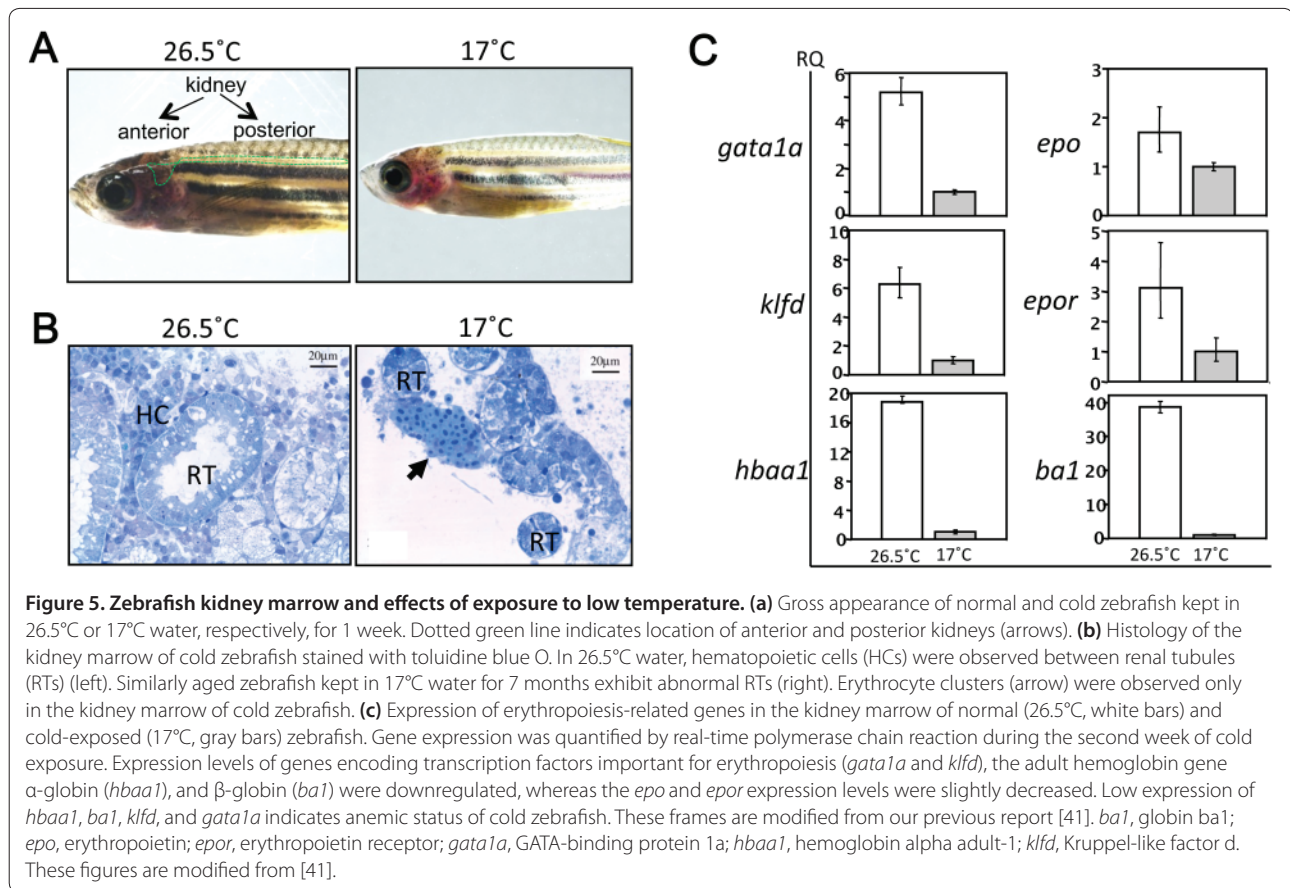 A
26.5˚C
17˚C
kidney
anterior
posterior
B
26.5˚C
17˚C
20μm
HC
RT
20μm
RT
RT
C
RQ
gata1a
6
5
4
3
2
1
0
epo
3
2
1
0
klfd
10
8
6
4
2
0
epor
5
4
3
2
1
0
hbaa1
20
16
12
8
4
0
26.5˚C
17˚C
ba1
40
30
20
10
0
26.5˚C
17˚C
Figure 5. Zebrafish kidney marrow and effects of exposure to low temperature. (a) Gross appearance of normal and cold zebrafish kept in
26.5°C or 17°C water, respectively, for 1 week. Dotted green line indicates location of anterior and posterior kidneys (arrows). (b) Histology of the
kidney marrow of cold zebrafish stained with toluidine blue O. In 26.5°C water, hematopoietic cells (HCs) were observed between renal tubules
(RTs) (left). Similarly aged zebrafish kept in 17°C water for 7 months exhibit abnormal RTs (right). Erythrocyte clusters (arrow) were observed only
in the kidney marrow of cold zebrafish. (c) Expression of erythropoiesis-related genes in the kidney marrow of normal (26.5°C, white bars) and
cold-exposed (17°C, gray bars) zebrafish. Gene expression was quantified by real-time polymerase chain reaction during the second week of cold
exposure. Expression levels of genes encoding transcription factors important for erythropoiesis (gata1a and klfd), the adult hemoglobin gene
α-globin (hbaa1), and β-globin (ba1) were downregulated, whereas the epo and epor expression levels were slightly decreased. Low expression of
hbaa1, ba1, klfd, and gata1a indicates anemic status of cold zebrafish. These frames are modified from our previous report [41]. ba1, globin ba1;
epo, erythropoietin; epor, erythropoietin receptor; gata1a, GATA-binding protein 1a; hbaa1, hemoglobin alpha adult-1; klfd, Kruppel-like factor d.
These figures are modified from [41].